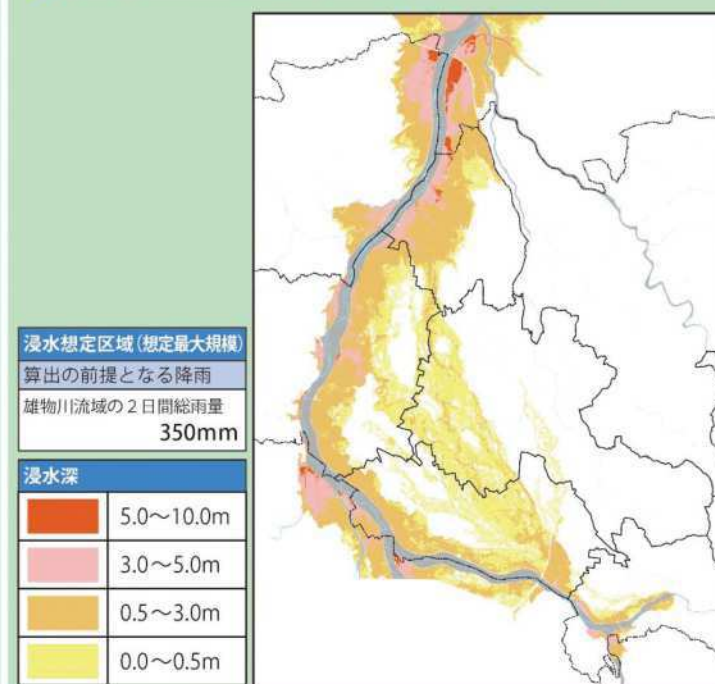 浸水想定区域(想定最大規模)
算出の前提となる降雨
雄物川流域の2日間総雨量
350mm
浸水深
5.0～10.0m
3.0～5.0m
0.5～3.0m
0.0～0.5m